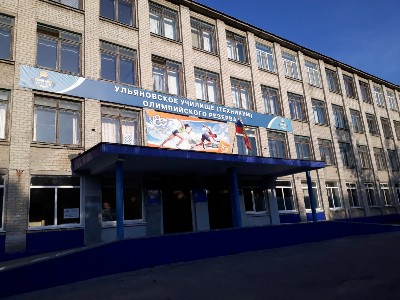 УЛЬЯНОВСКОЕ УЧИЛИЩЕ (ТЕХНИКУМ)
ОЛИМПИЙСКОГО РЕЗЕРВА